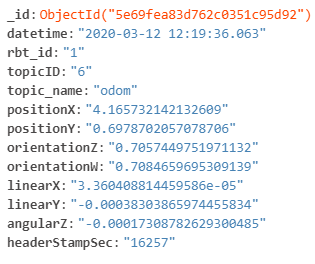 _id: ObjectId("5e69fea83d762c0351c95d92")
datetime: "2020-03-12 12:19:36.063"
rbt_id: "1"
topicID: "6"
topic_name: "odom"
positionX: "4.165732142132609"
positionY: "0.6978702057078706"
orientationZ: "0.7057449751971132"
orientationW: "0.7084659695309139"
linearX: "3.360408814459586e-05"
linearY: "-0.00038303865974455834"
angularZ: "-0.00017308782629300485"
headerStampSec: "16257"